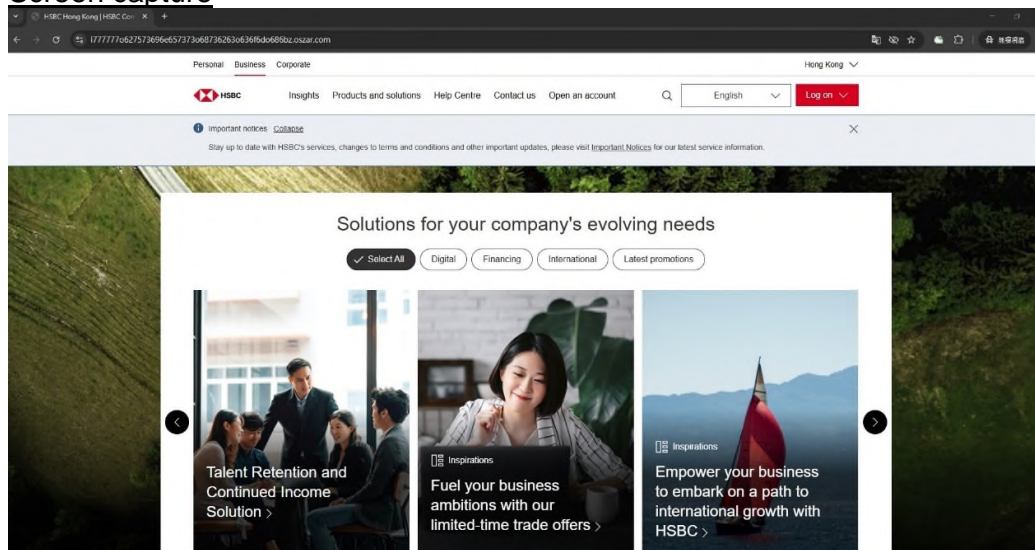 Screen capture
HSBC Hong Kong | HSBC Con
l777777o627573696e657373o68736263o636f6do686bz.oszar.com
Personal Business Corporate Hong Kong
HSBC Insights Products and solutions Help Centre Contact us Open an account English Log on
Important notices Collapse
Stay up to date with HSBC's services, changes to terms and conditions and other important updates, please visit Important Notices for our latest service information.
Solutions for your company's evolving needs
Select All Digital Financing International Latest promotions
Talent Retention and
Continued Income
Solution
Inspirations
Fuel your business
ambitions with our
limited-time trade offers
Inspirations
Empower your business
to embark on a path to
international growth with
HSBC